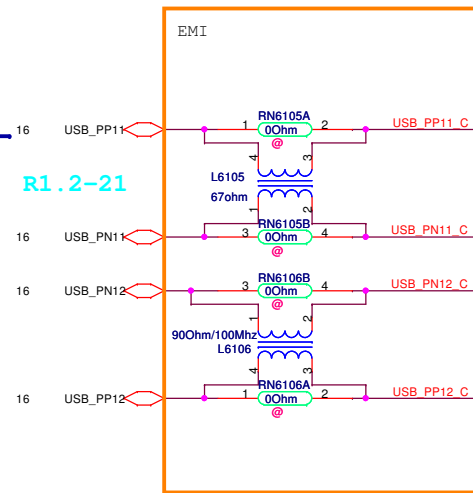 EMI
RN6105A
16 USB_PP11 1 0Ohm 2 USB_PP11_C
@
4 3
R1.2-21
L6105
67ohm
1 2
RN6105B
16 USB_PN11 3 0Ohm 4 USB_PN11_C
@
RN6106B
16 USB_PN12 3 0Ohm 4 USB_PN12_C
@
1 2
90Ohm/100Mhz
L6106
4 3
RN6106A
16 USB_PP12 1 0Ohm 2 USB_PP12_C
@